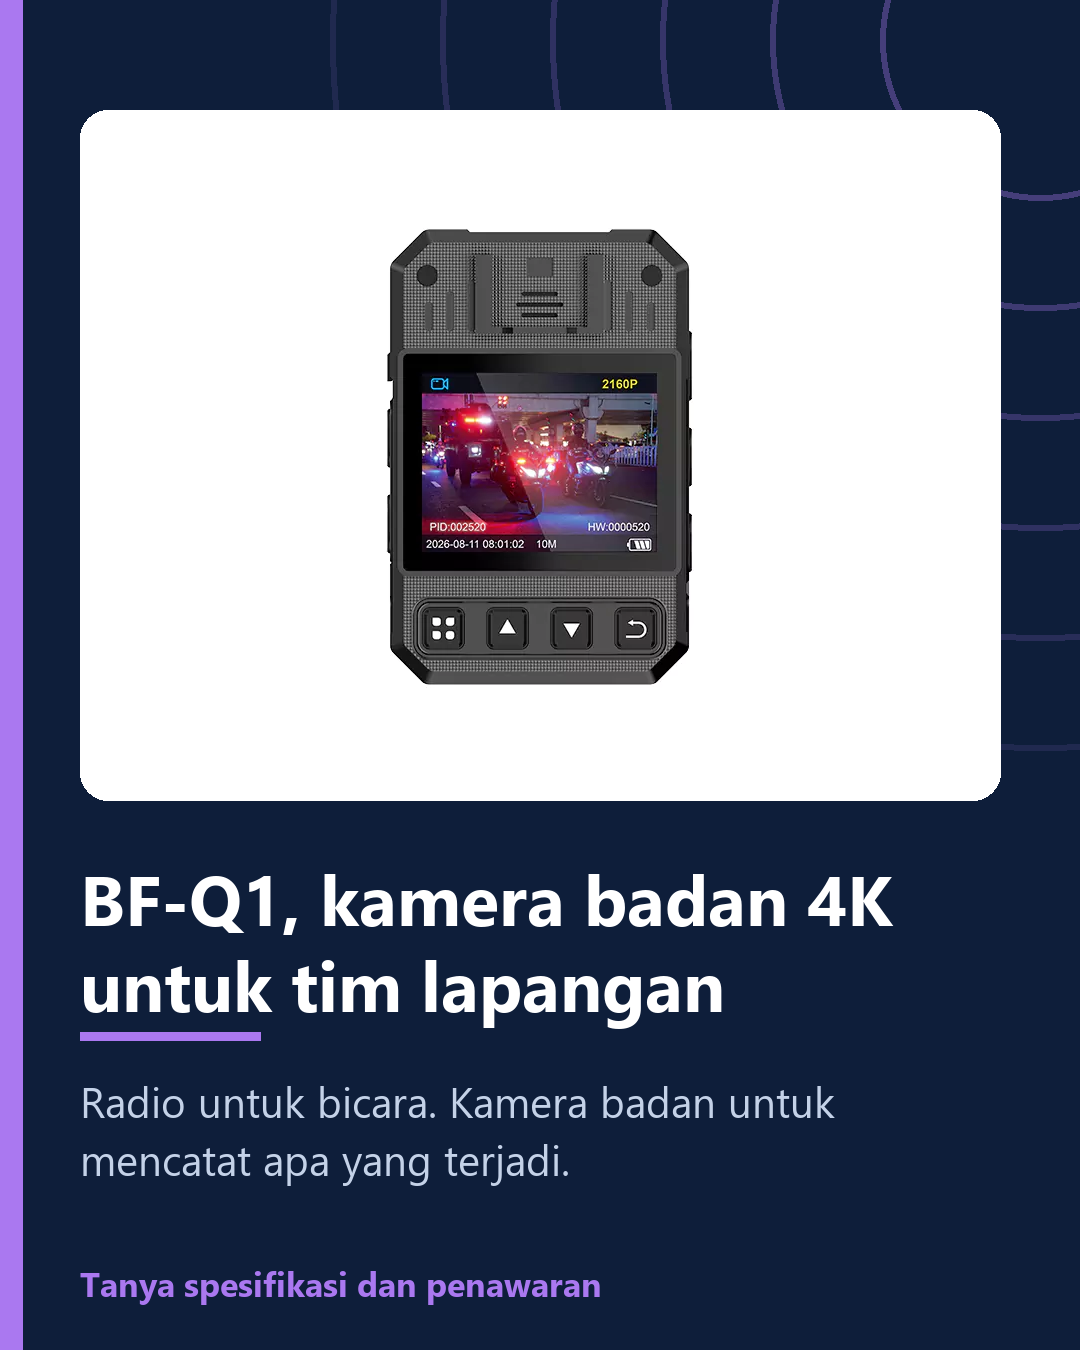 2160P
PID:002520 HW:0000520
2026-08-11 08:01:02 10M
BF-Q1, kamera badan 4K
untuk tim lapangan
Radio untuk bicara. Kamera badan untuk
mencatat apa yang terjadi.
Tanya spesifikasi dan penawaran